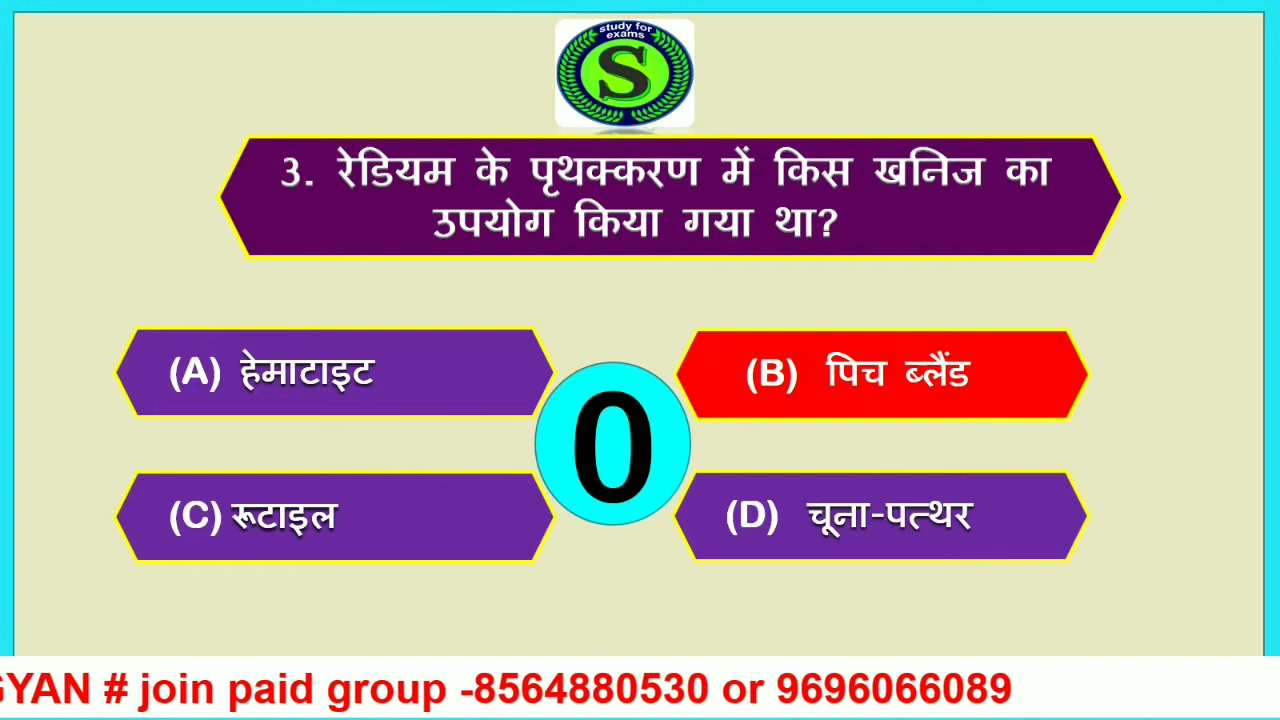 study for
exams
S
3. रेडियम के पृथक्करण में किस खनिज का
उपयोग किया गया था?
(A) हेमाटाइट
(B) पिच ब्लैंड
0
(C) रूटाइल
(D) चूना-पत्थर
GYAN # join paid group -8564880530 or 9696066089